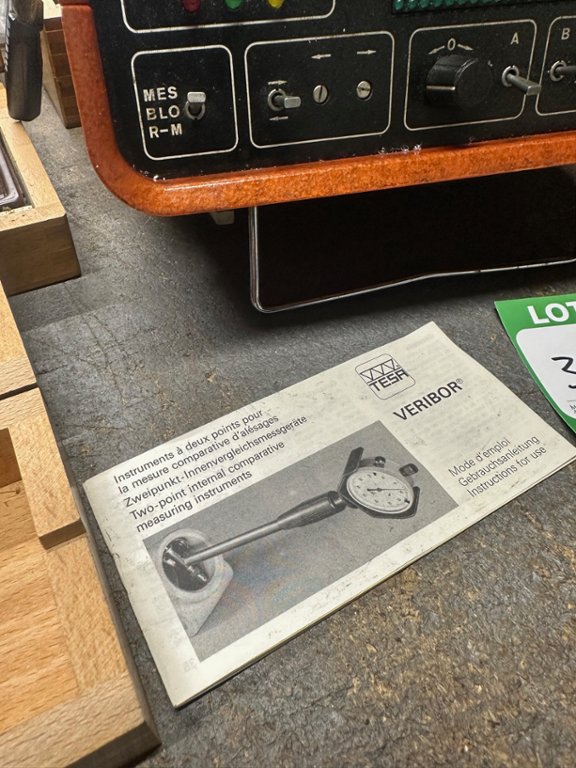 MES
BLO
R-M
0
A
B
LOT
3
TESA
VERIBOR®
Instruments à deux points pour
la mesure comparative d'alésages
Zweipunkt-Innenvergleichsmessgeräte
Two-point internal comparative
measuring instruments
Mode d'emploi
Gebrauchsanleitung
Instructions for use